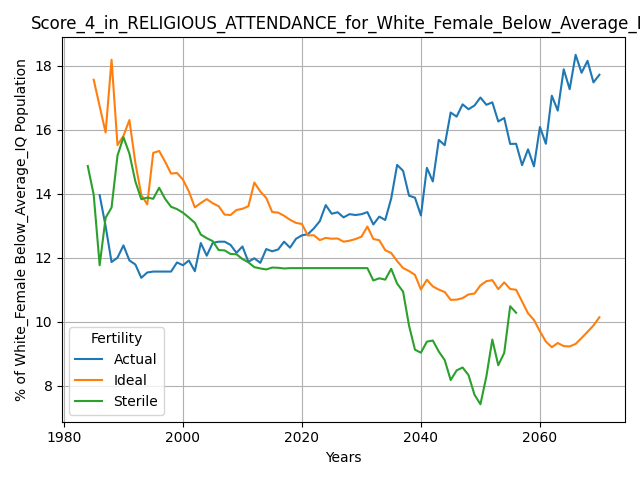 Score_4_in_RELIGIOUS_ATTENDANCE_for_White_Female_Below_Average_I
% of White_Female Below_Average_IQ Population
18
16
14
12
10
8
Fertility
Actual
Ideal
Sterile
1980
2000
2020
2040
2060
Years